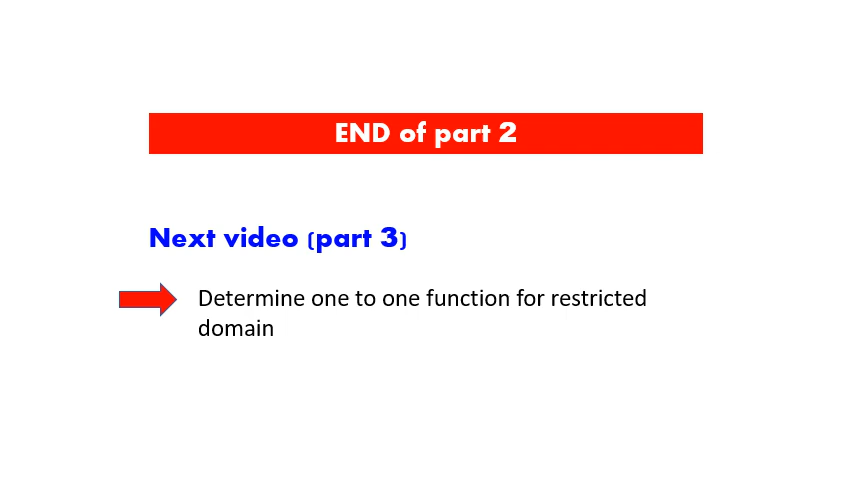 END of part 2
Next video (part 3)
Determine one to one function for restricted
domain